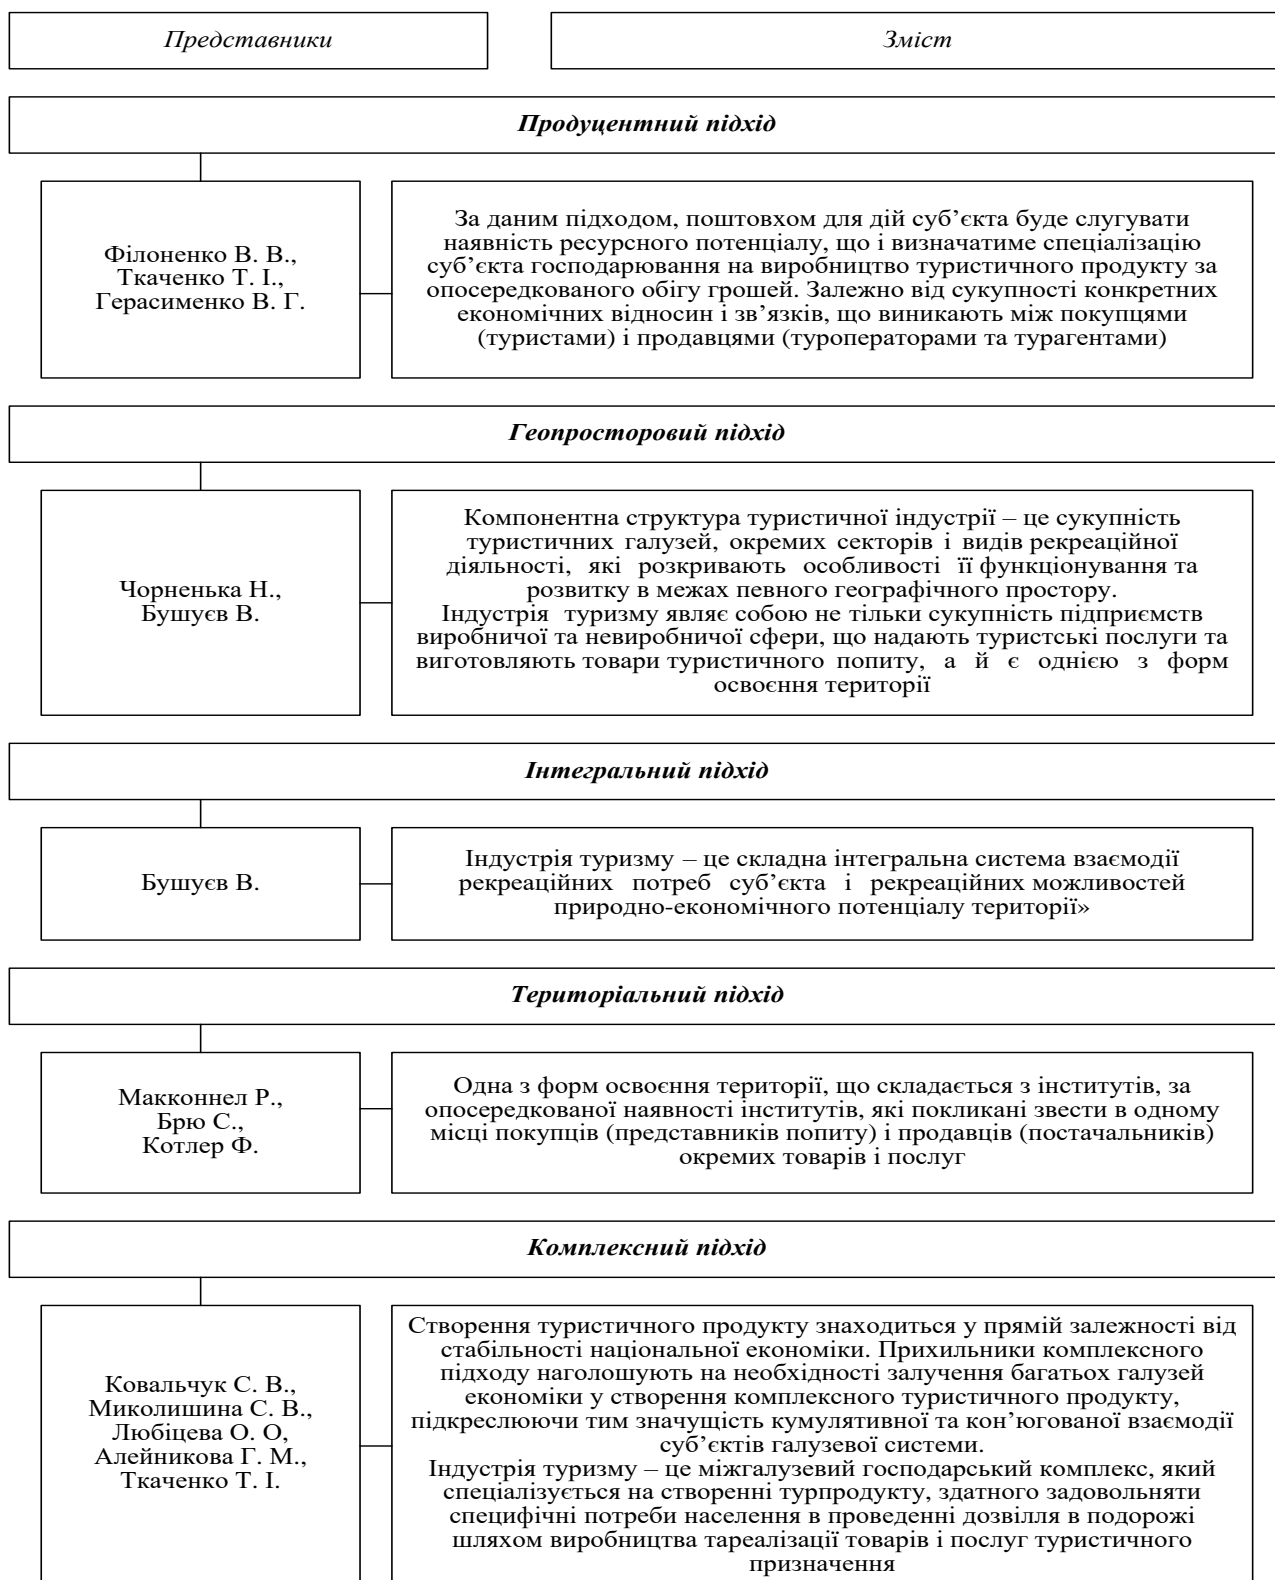 Представники
Зміст
Продуцентний підхід
Філоненко В. В.,
Ткаченко Т. І.,
Герасименко В. Г.
За даним підходом, поштовхом для дій суб’єкта буде слугувати
наявність ресурсного потенціалу, що і визначатиме спеціалізацію
суб’єкта господарювання на виробництво туристичного продукту за
опосередкованого обігу грошей. Залежно від сукупності конкретних
економічних відносин і зв’язків, що виникають між покупцями
(туристами) і продавцями (туроператорами та турагентами)
Геопросторовий підхід
Чорненька Н.,
Бушуєв В.
Компонентна структура туристичної індустрії – це сукупність
туристичних галузей, окремих секторів і видів рекреаційної
діяльності, які розкривають особливості її функціонування та
розвитку в межах певного географічного простору.
Індустрія туризму являє собою не тільки сукупність підприємств
виробничої та невиробничої сфери, що надають туристські послуги та
виготовляють товари туристичного попиту, а й є однією з форм
освоєння території
Інтегральний підхід
Бушуєв В.
Індустрія туризму – це складна інтегральна система взаємодії
рекреаційних потреб суб’єкта і рекреаційних можливостей
природно-економічного потенціалу території»
Територіальний підхід
Макконнел Р.,
Брю С.,
Котлер Ф.
Одна з форм освоєння території, що складається з інститутів, за
опосередкованої наявності інститутів, які покликані звести в одному
місці покупців (представників попиту) і продавців (постачальників)
окремих товарів і послуг
Комплексний підхід
Ковальчук С. В.,
Миколишина С. В.,
Любіцева О. О,
Алейникова Г. М.,
Ткаченко Т. І.
Створення туристичного продукту знаходиться у прямій залежності від
стабільності національної економіки. Прихильники комплексного
підходу наголошують на необхідності залучення багатьох галузей
економіки у створення комплексного туристичного продукту,
підкреслюючи тим значущість кумулятивної та кон’югованої взаємодії
суб’єктів галузевої системи.
Індустрія туризму – це міжгалузевий господарський комплекс, який
спеціалізується на створенні турпродукту, здатного задовольняти
специфічні потреби населення в проведенні дозвілля в подорожі
шляхом виробництва тареалізації товарів і послуг туристичного
призначення